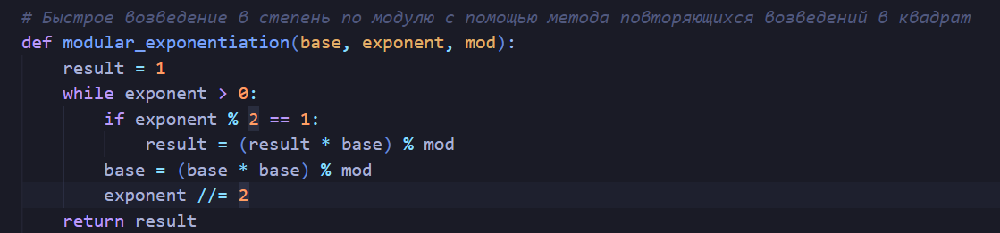 # Быстрое возведение в степень по модулю с помощью метода повторяющихся возведений в квадрат
def modular_exponentiation(base, exponent, mod):
    result = 1
    while exponent > 0:
        if exponent % 2 == 1:
            result = (result * base) % mod
        base = (base * base) % mod
        exponent //= 2
    return result